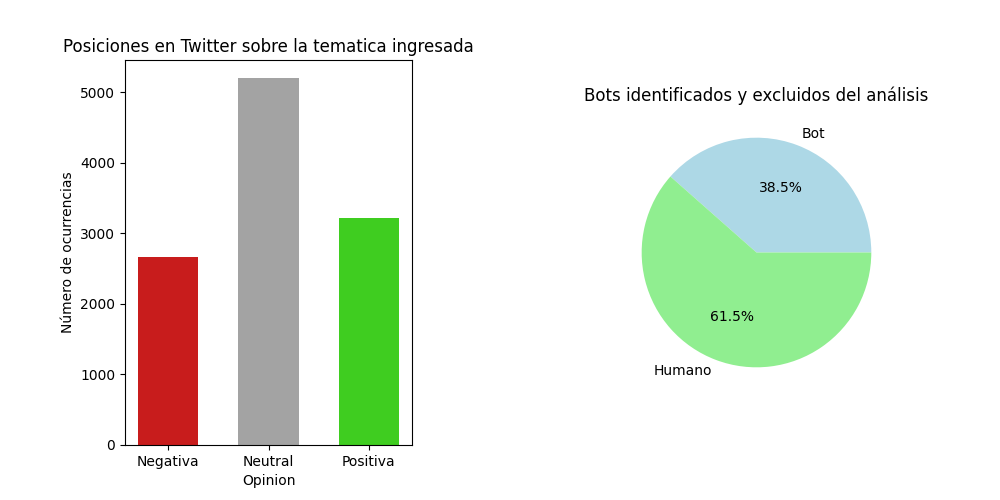 Posiciones en Twitter sobre la tematica ingresada
Número de ocurrencias
5000
4000
3000
2000
1000
0
Negativa
Neutral
Positiva
Opinion
Bots identificados y excluidos del análisis
Bot
38.5%
61.5%
Humano